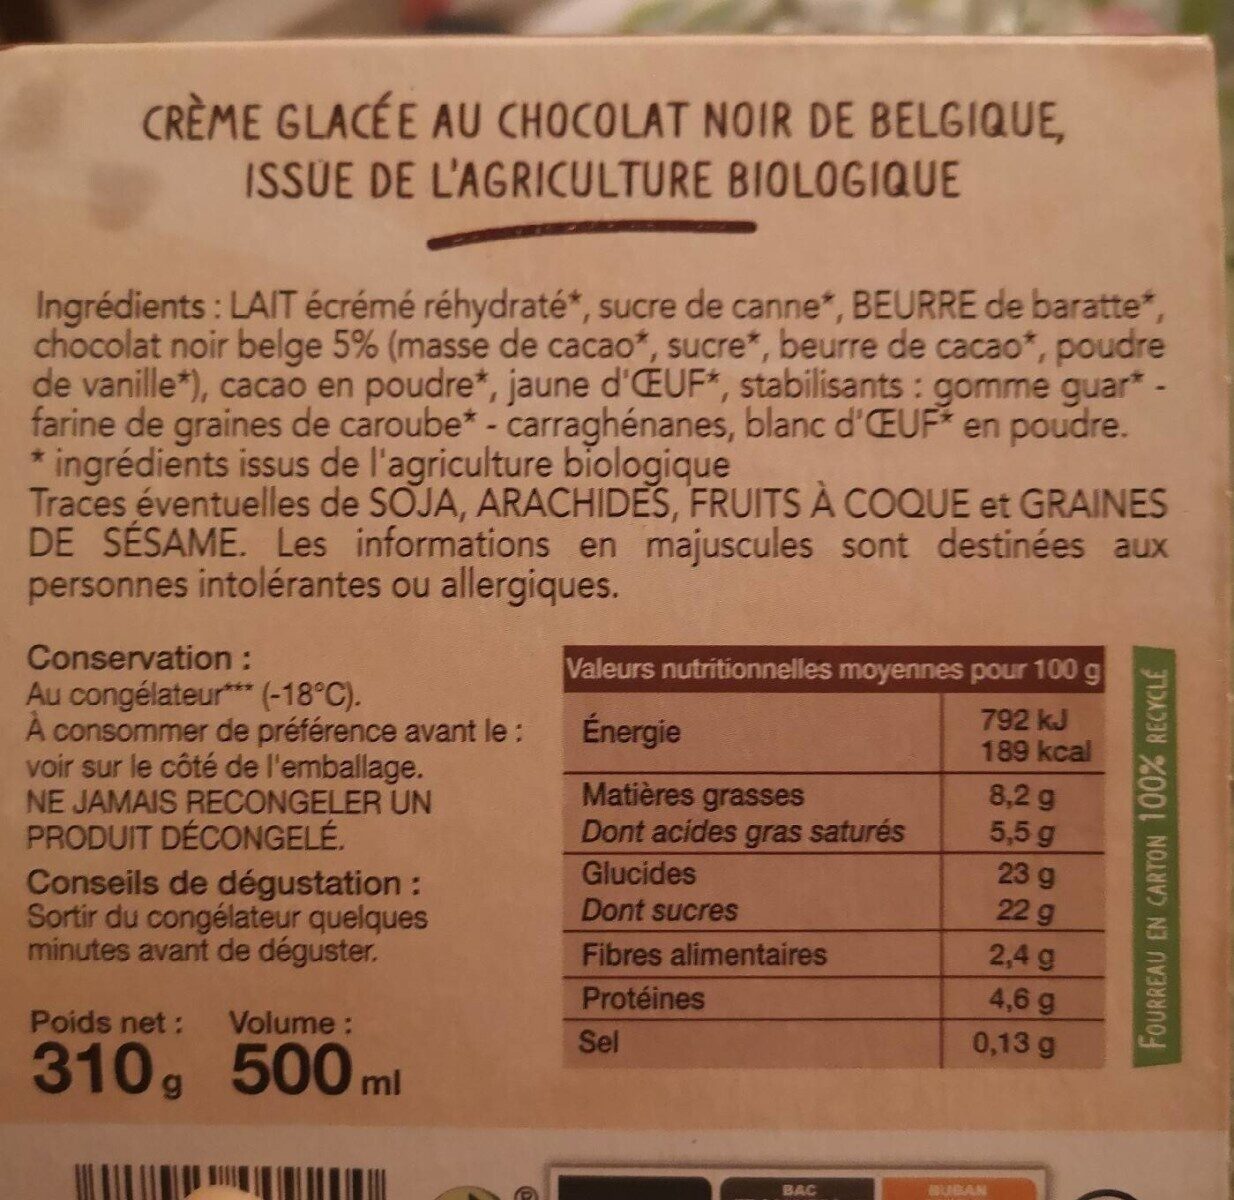 CRÈME GLACÉE AU CHOCOLAT NOIR DE BELGIQUE,
ISSUE DE L'AGRICULTURE BIOLOGIQUE
Ingrédients : LAIT écrémé réhydraté*, sucre de canne*, BEURRE de baratte*,
chocolat noir belge 5% (masse de cacao*, sucre*, beurre de cacao*, poudre
de vanille*), cacao en poudre*, jaune d'ŒUF*, stabilisants : gomme guar* -
farine de graines de caroube* - carraghénanes, blanc d'ŒUF* en poudre.
* ingrédients issus de l'agriculture biologique
Traces éventuelles de SOJA, ARACHIDES, FRUITS À COQUE et GRAINES
DE SÉSAME. Les informations en majuscules sont destinées aux
personnes intolérantes ou allergiques.
Conservation :
Au congélateur*** (-18°C).
À consommer de préférence avant le :
voir sur le côté de l'emballage.
NE JAMAIS RECONGELER UN
PRODUIT DÉCONGELÉ.
Conseils de dégustation :
Sortir du congélateur quelques
minutes avant de déguster.
Poids net : Volume :
310 g 500 ml
Valeurs nutritionnelles moyennes pour 100 g
Énergie 792 kJ
189 kcal
Matières grasses 8,2 g
Dont acides gras saturés 5,5 g
Glucides 23 g
Dont sucres 22 g
Fibres alimentaires 2,4 g
Protéines 4,6 g
Sel 0,13 g
FOURREAU EN CARTON 100% RECYCLÉ
BAC